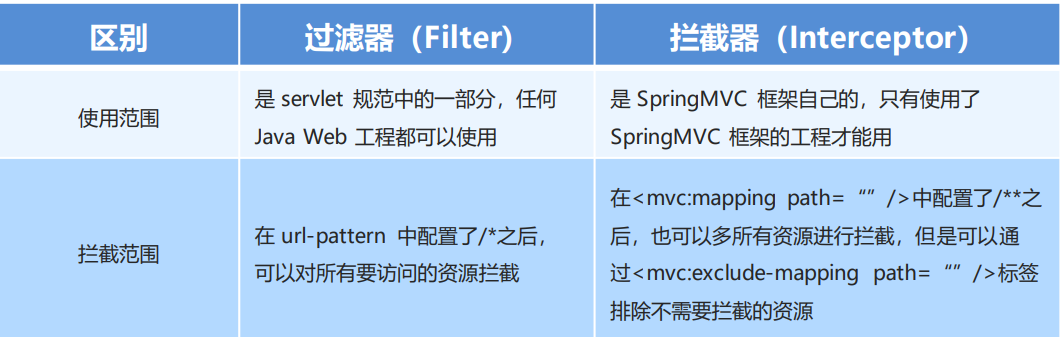 区别
过滤器（Filter)
拦截器（Interceptor）
使用范围
是 servlet 规范中的一部分，任何
Java Web 工程都可以使用
是 SpringMVC 框架自己的，只有使用了
SpringMVC 框架的工程才能用
拦截范围
在 url-pattern 中配置了/*之后，
可以对所有要访问的资源拦截
在<mvc:mapping path= “” />中配置了/**之
后，也可以多所有资源进行拦截，但是可以通
过<mvc:exclude-mapping path= “” />标签
排除不需要拦截的资源